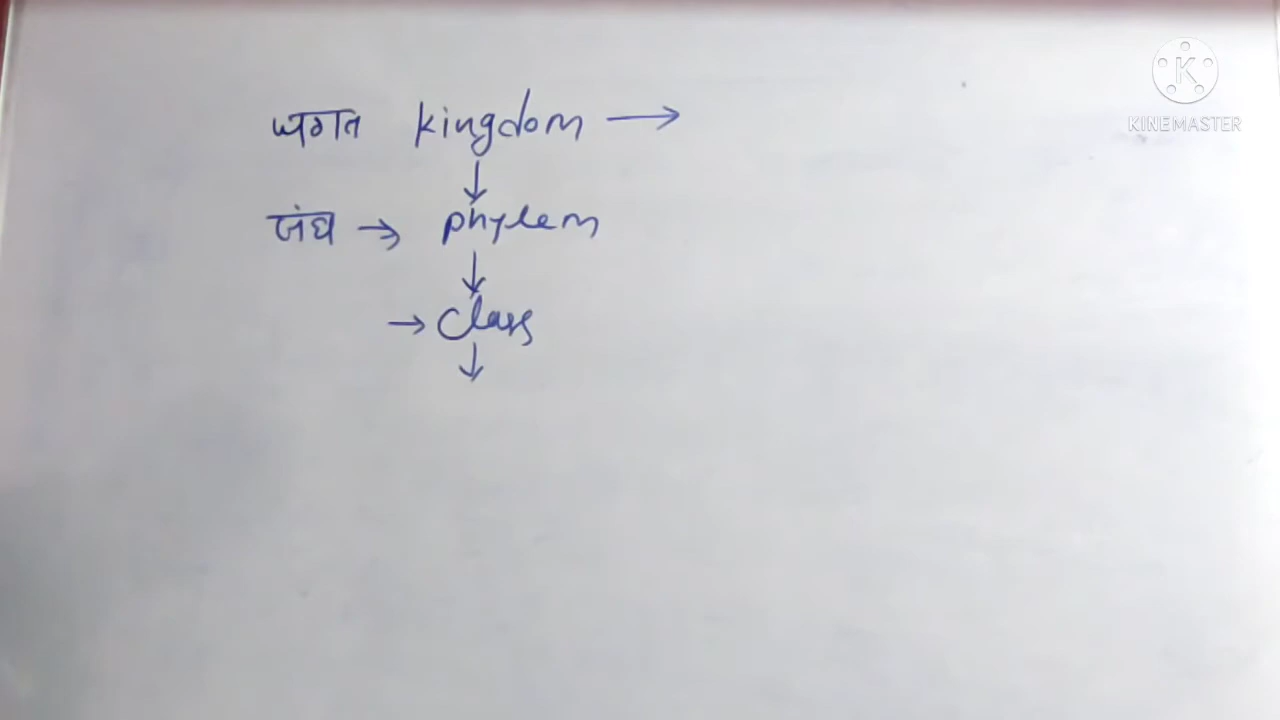 जगत kingdom →
KINEMASTER
जंघ → phylem
→ class